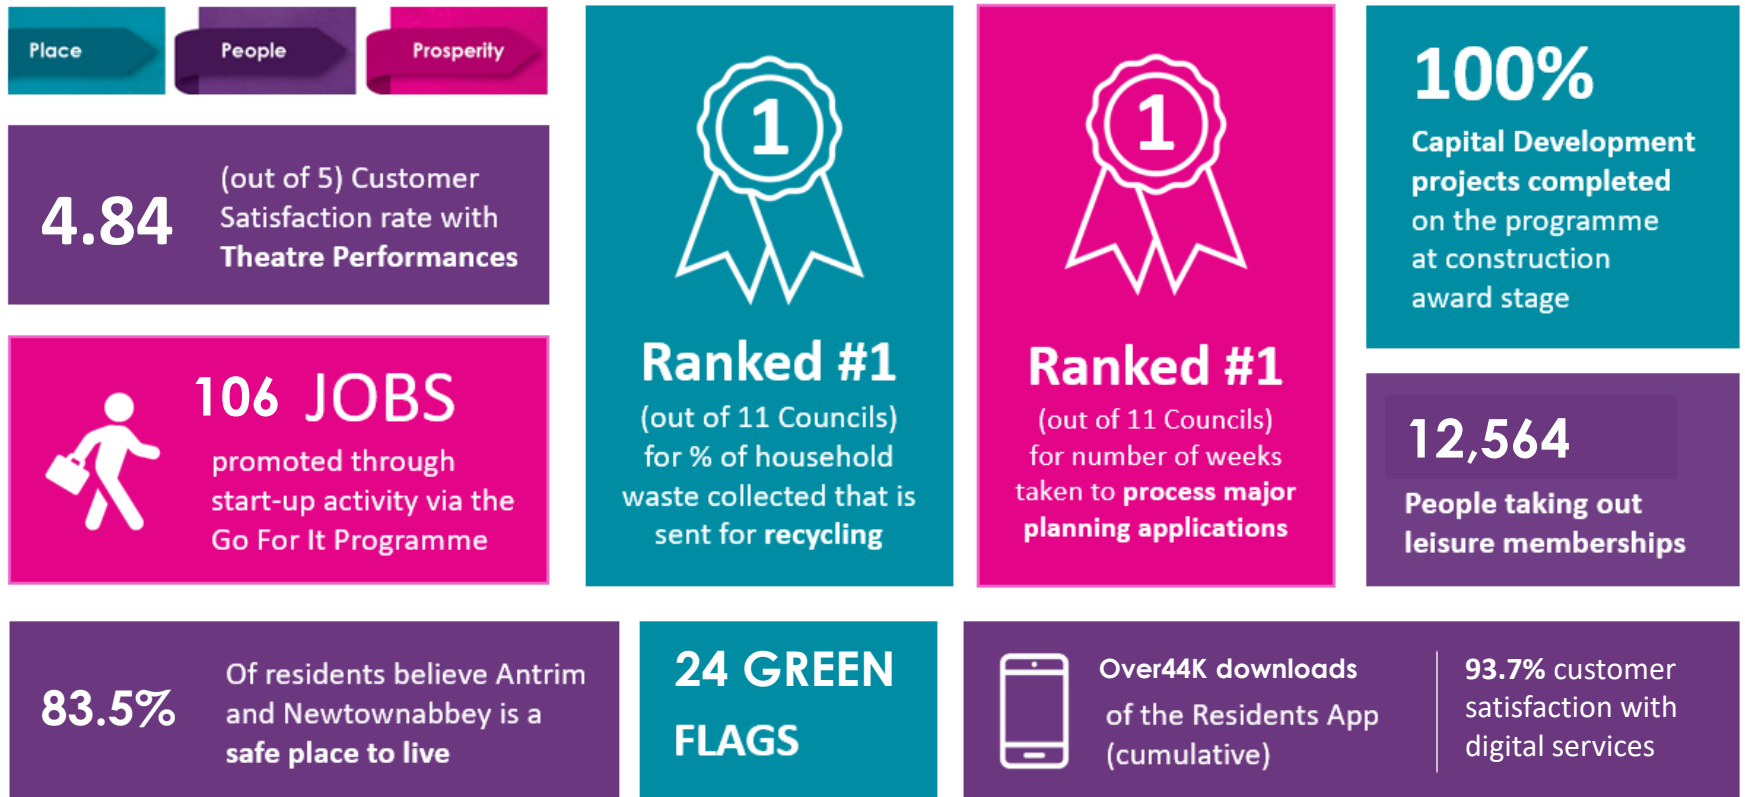 Place
People
Prosperity
4.84
(out of 5) Customer
Satisfaction rate with
Theatre Performances
106 JOBS
promoted through
start-up activity via the
Go For It Programme
1
Ranked #1
(out of 11 Councils)
for % of household
waste collected that is
sent for recycling
1
Ranked #1
(out of 11 Councils)
for number of weeks
taken to process major
planning applications
100%
Capital Development
projects completed
on the programme
at construction
award stage
12,564
People taking out
leisure memberships
83.5%
Of residents believe Antrim
and Newtownabbey is a
safe place to live
24 GREEN
FLAGS
Over44K downloads
of the Residents App
(cumulative)
93.7% customer
satisfaction with
digital services